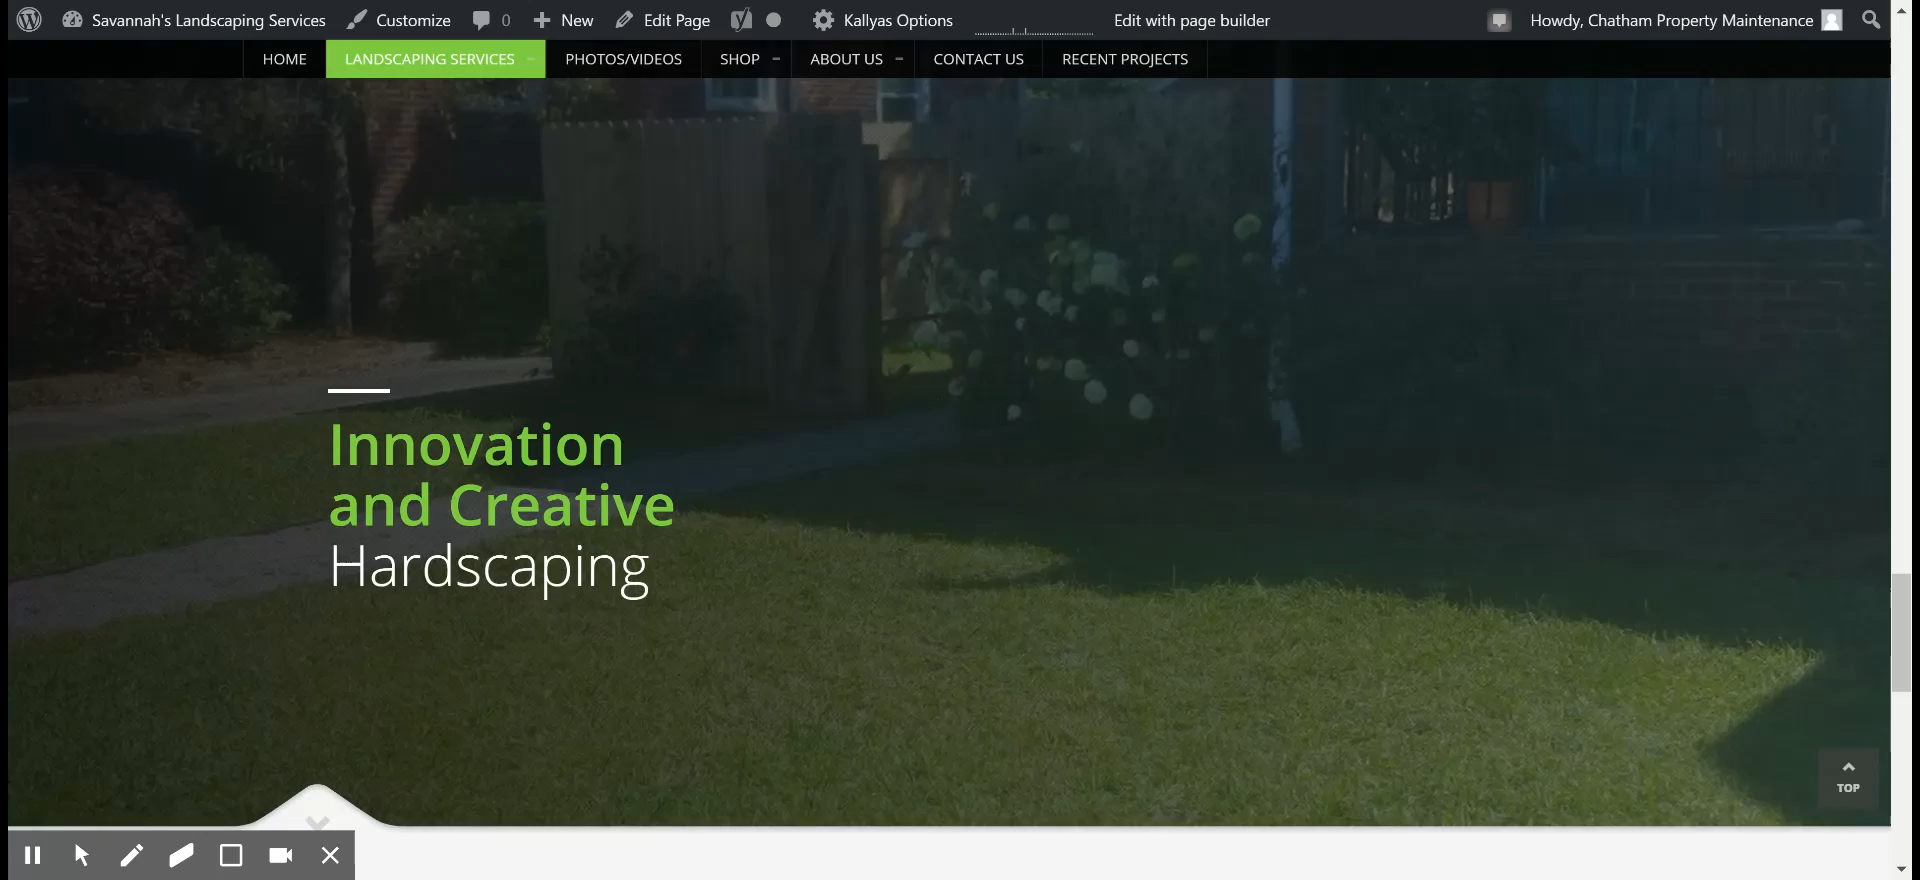 Savannah's Landscaping Services Customize 0 New Edit Page Kallyas Options Edit with page builder Howdy, Chatham Property Maintenance
HOME LANDSCAPING SERVICES PHOTOS/VIDEOS SHOP ABOUT US CONTACT US RECENT PROJECTS
Innovation
and Creative
Hardscaping
TOP